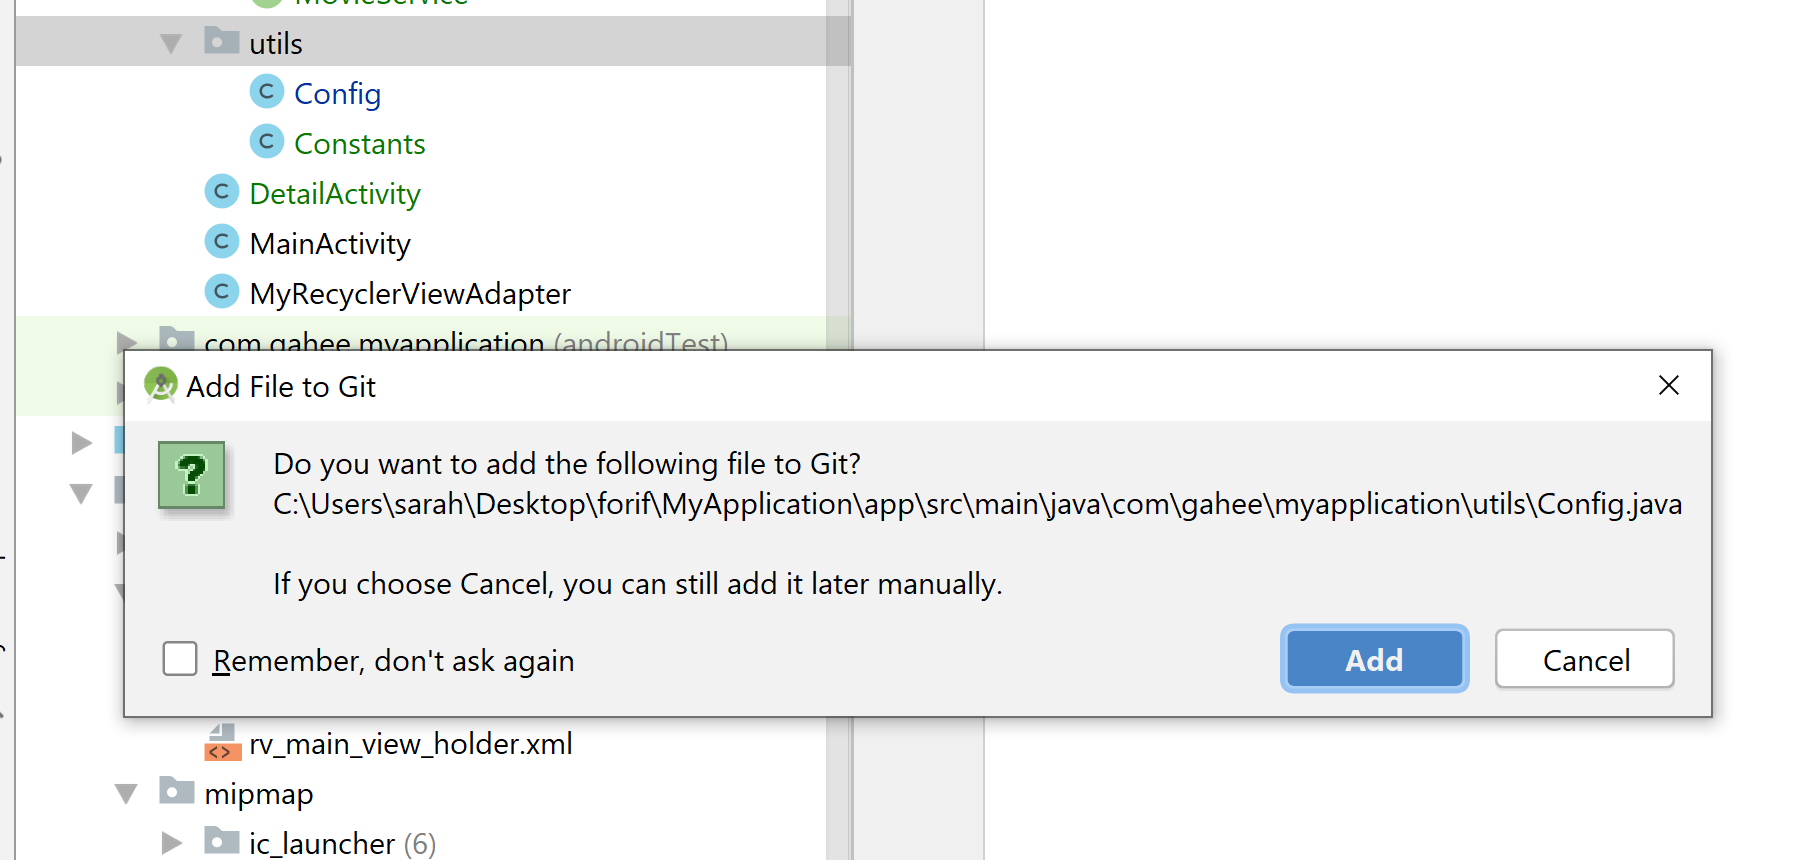 MovieService
utils
C Config
C Constants
C DetailActivity
C MainActivity
C MyRecyclerViewAdapter
com.gahee.myapplication (androidTest)
Add File to Git
?
Do you want to add the following file to Git?
C:\Users\sarah\Desktop\forif\MyApplication\app\src\main\java\com\gahee\myapplication\utils\Config.java
If you choose Cancel, you can still add it later manually.
Remember, don't ask again
Add
Cancel
<> rv_main_view_holder.xml
mipmap
ic_launcher (6)